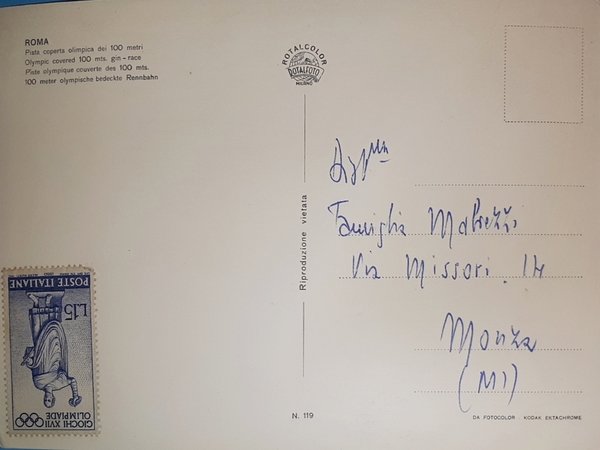 ROMA
Pista coperta olimpica dei 100 metri
Olympic covered 100 mts. gin-race
Piste olympique couverte des 100 mts.
100 meter olympische bedeckte Rennbahn
ROTALCOLOR
ROTALFOTO
MILANO
Riproduzione vietata
Famiglia
Via Missori. 14
Monza
(MI)
POSTE ITALIANE
L.15
GIOCHI XVII
OLIMPIADE
N. 119
DA FOTOCOLOR KODAK EKTACHROME